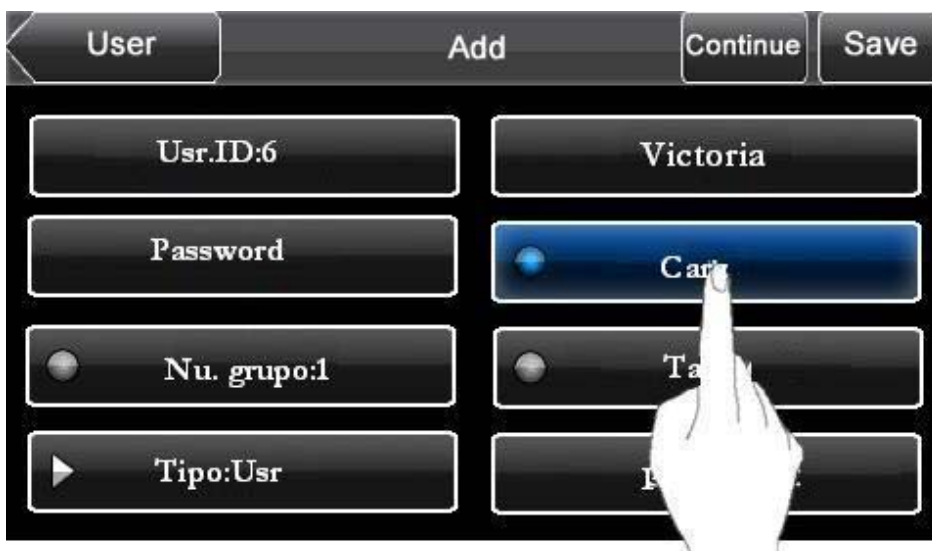 User
Add
Continue
Save
Usr.ID:6
Victoria
Password
Nu. grupo:1
Tipo:Usr